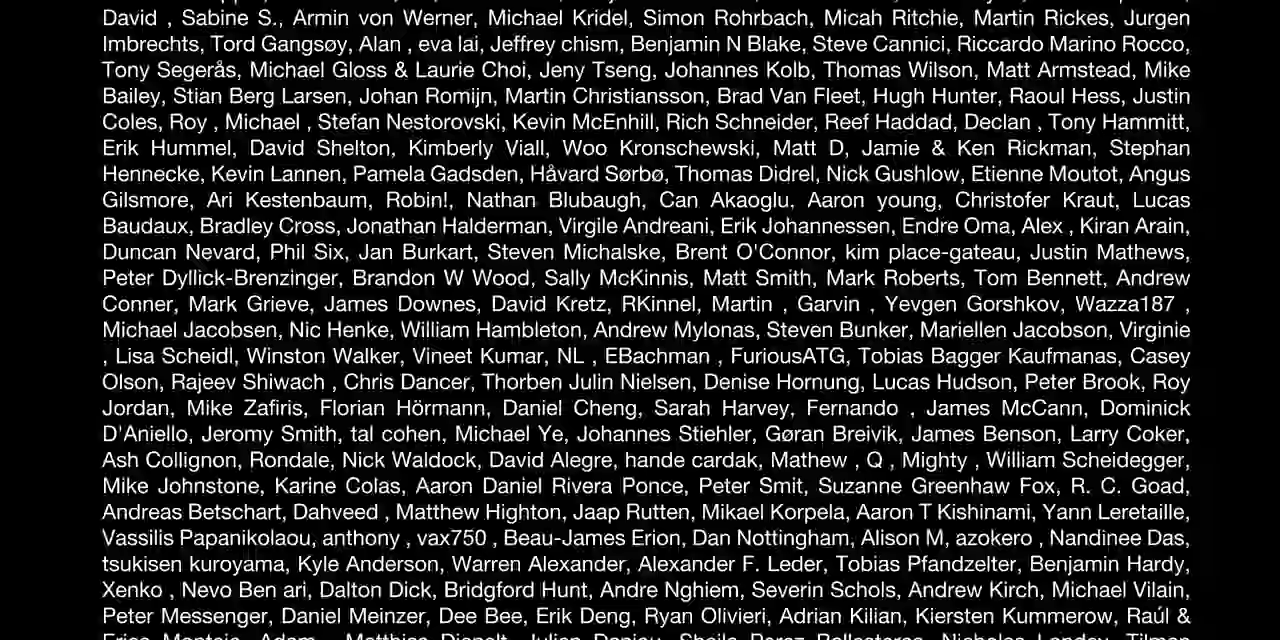 David , Sabine S., Armin von Werner, Michael Kridel, Simon Rohrbach, Micah Ritchie, Martin Rickes, Jurgen
Imbrechts, Tord Gangsøy, Alan , eva lai, Jeffrey chism, Benjamin N Blake, Steve Cannici, Riccardo Marino Rocco,
Tony Segerås, Michael Gloss & Laurie Choi, Jeny Tseng, Johannes Kolb, Thomas Wilson, Matt Armstead, Mike
Bailey, Stian Berg Larsen, Johan Romijn, Martin Christiansson, Brad Van Fleet, Hugh Hunter, Raoul Hess, Justin
Coles, Roy , Michael , Stefan Nestorovski, Kevin McEnhill, Rich Schneider, Reef Haddad, Declan , Tony Hammitt,
Erik Hummel, David Shelton, Kimberly Viall, Woo Kronschewski, Matt D, Jamie & Ken Rickman, Stephan
Hennecke, Kevin Lannen, Pamela Gadsden, Håvard Sørbø, Thomas Didrel, Nick Gushlow, Etienne Moutot, Angus
Gilsmore, Ari Kestenbaum, Robin!, Nathan Blubaugh, Can Akaoglu, Aaron young, Christofer Kraut, Lucas
Baudaux, Bradley Cross, Jonathan Halderman, Virgile Andreani, Erik Johannessen, Endre Oma, Alex , Kiran Arain,
Duncan Nevard, Phil Six, Jan Burkart, Steven Michalske, Brent O'Connor, kim place-gateau, Justin Mathews,
Peter Dyllick-Brenzinger, Brandon W Wood, Sally McKinnis, Matt Smith, Mark Roberts, Tom Bennett, Andrew
Conner, Mark Grieve, James Downes, David Kretz, RKinnel, Martin , Garvin , Yevgen Gorshkov, Wazza187 ,
Michael Jacobsen, Nic Henke, William Hambleton, Andrew Mylonas, Steven Bunker, Mariellen Jacobson, Virginie
, Lisa Scheidl, Winston Walker, Vineet Kumar, NL , EBachman , FuriousATG, Tobias Bagger Kaufmanas, Casey
Olson, Rajeev Shiwach , Chris Dancer, Thorben Julin Nielsen, Denise Hornung, Lucas Hudson, Peter Brook, Roy
Jordan, Mike Zafiris, Florian Hörmann, Daniel Cheng, Sarah Harvey, Fernando , James McCann, Dominick
D'Aniello, Jeromy Smith, tal cohen, Michael Ye, Johannes Stiehler, Gøran Breivik, James Benson, Larry Coker,
Ash Collignon, Rondale, Nick Waldock, David Alegre, hande cardak, Mathew , Q , Mighty , William Scheidegger,
Mike Johnstone, Karine Colas, Aaron Daniel Rivera Ponce, Peter Smit, Suzanne Greenhaw Fox, R. C. Goad,
Andreas Betschart, Dahveed , Matthew Highton, Jaap Rutten, Mikael Korpela, Aaron T Kishinami, Yann Leretaille,
Vassilis Papanikolaou, anthony , vax750 , Beau-James Erion, Dan Nottingham, Alison M, azokero , Nandinee Das,
tsukisen kuroyama, Kyle Anderson, Warren Alexander, Alexander F. Leder, Tobias Pfandzelter, Benjamin Hardy,
Xenko , Nevo Ben ari, Dalton Dick, Bridgford Hunt, Andre Nghiem, Severin Schols, Andrew Kirch, Michael Vilain,
Peter Messenger, Daniel Meinzer, Dee Bee, Erik Deng, Ryan Olivieri, Adrian Kilian, Kiersten Kummerow, Raúl &